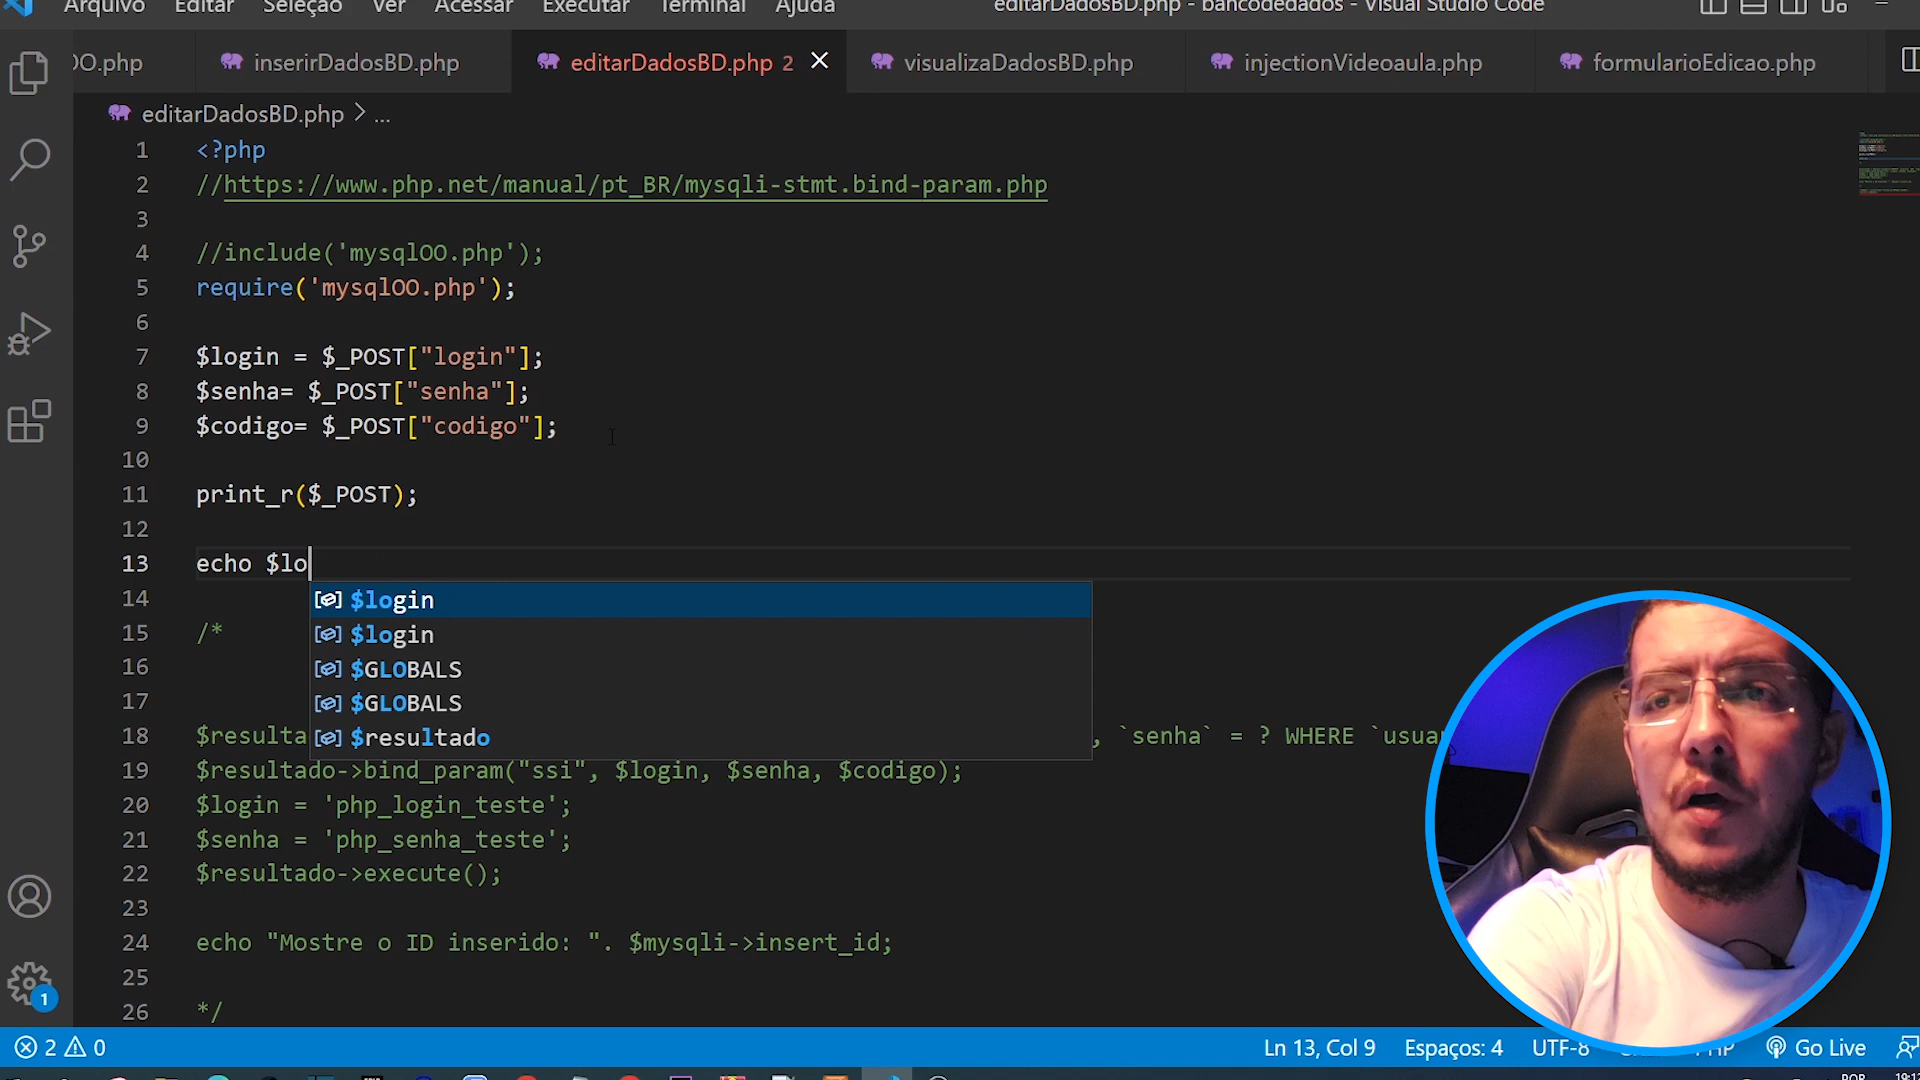 Arquivo Editar Seleção Ver Acessar Executar Terminal Ajuda editarDadosBD.php - bancodedados - Visual Studio Code
OO.php inserirDadosBD.php editarDadosBD.php 2 visualizaDadosBD.php injectionVideoaula.php formularioEdicao.php
editarDadosBD.php > ...
1 <?php
2 //https://www.php.net/manual/pt_BR/mysqli-stmt.bind-param.php
3
4 //include('mysqlOO.php');
5 require('mysqlOO.php');
6
7 $login = $_POST["login"];
8 $senha= $_POST["senha"];
9 $codigo= $_POST["codigo"];
10
11 print_r($_POST);
12
13 echo $lo
14 $login
15 /* $login
16 $GLOBALS
17 $GLOBALS
$resultado
18 $resulta , `senha` = ? WHERE `usua
19 $resultado->bind_param("ssi", $login, $senha, $codigo);
20 $login = 'php_login_teste';
21 $senha = 'php_senha_teste';
22 $resultado->execute();
23
24 echo "Mostre o ID inserido: ". $mysqli->insert_id;
25
26 */
1
2 0 Ln 13, Col 9 Espaços: 4 UTF-8 PHP Go Live
POR 19:1